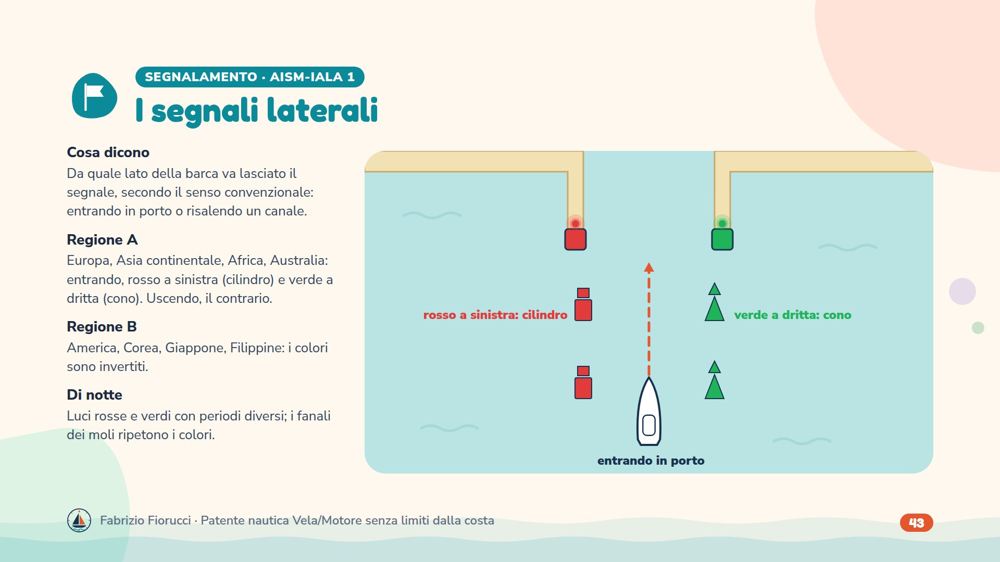 SEGNALAMENTO · AISM-IALA 1
I segnali laterali
Cosa dicono
Da quale lato della barca va lasciato il
segnale, secondo il senso convenzionale:
entrando in porto o risalendo un canale.
Regione A
Europa, Asia continentale, Africa, Australia:
entrando, rosso a sinistra (cilindro) e verde a
dritta (cono). Uscendo, il contrario.
Regione B
America, Corea, Giappone, Filippine: i colori
sono invertiti.
Di notte
Luci rosse e verdi con periodi diversi; i fanali
dei moli ripetono i colori.
rosso a sinistra: cilindro
verde a dritta: cono
entrando in porto
Fabrizio Fiorucci · Patente nautica Vela/Motore senza limiti dalla costa
43